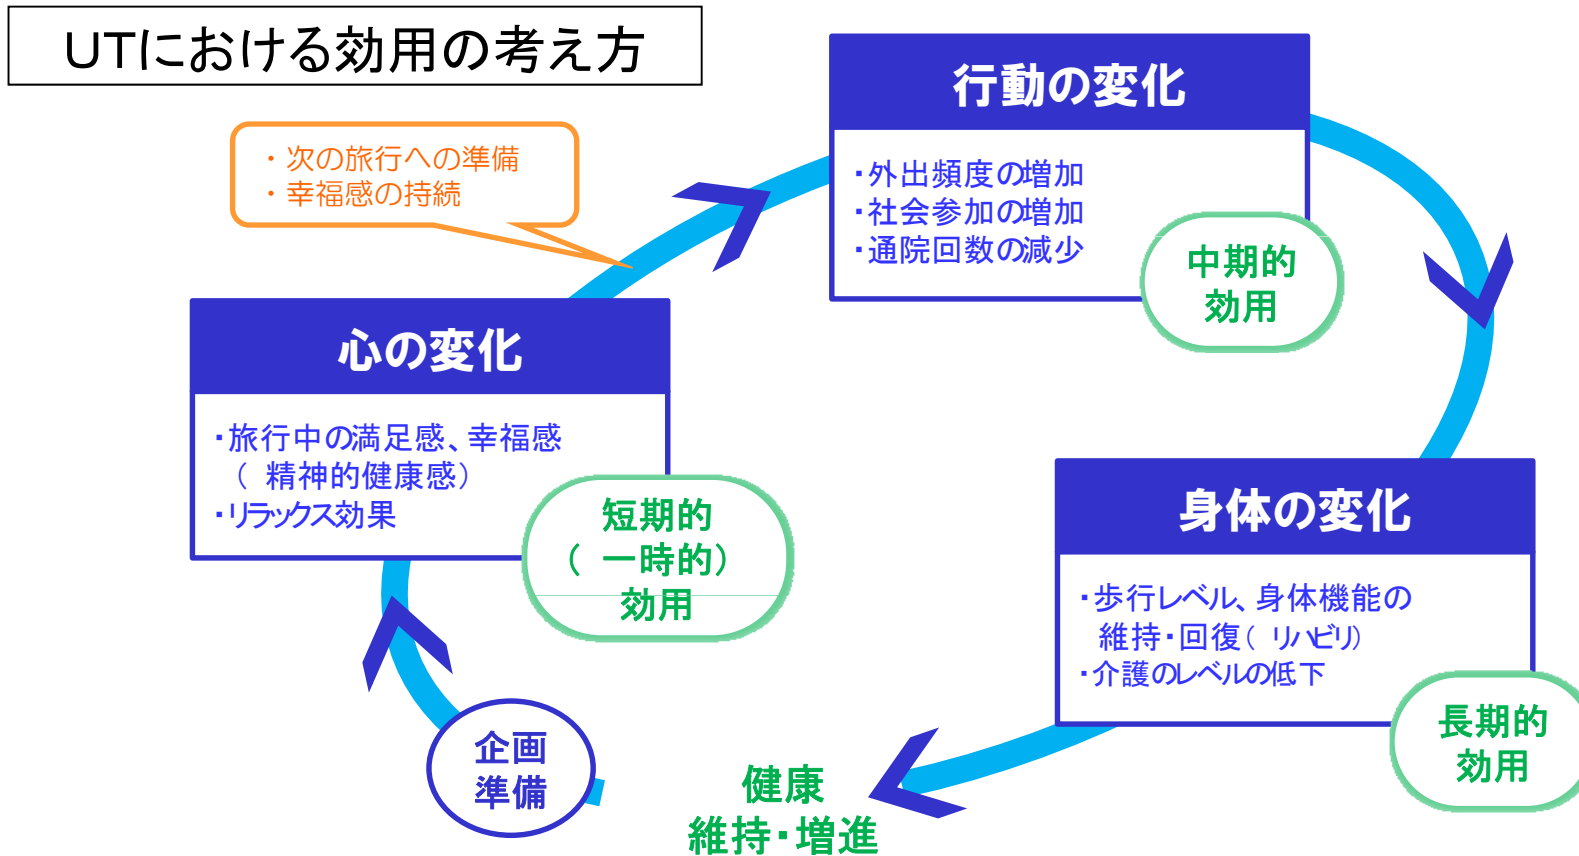 UTにおける効用の考え方
・次の旅行への準備
・幸福感の持続
行動の変化
・外出頻度の増加
・社会参加の増加
・通院回数の減少
中期的
効用
心の変化
・旅行中の満足感、幸福感
（ 精神的健康感）
・リラックス効果
短期的
（ 一時的）
効用
身体の変化
・歩行レベル、身体機能の
維持・回復（ リハビリ）
・介護のレベルの低下
長期的
効用
企画
準備
健康
維持・増進